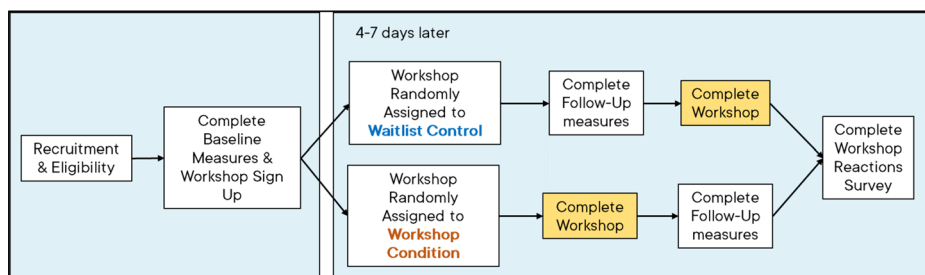 4-7 days later
Recruitment
& Eligibility
Complete
Baseline
Measures &
Workshop Sign
Up
Workshop
Randomly
Assigned to
Waitlist Control
Complete
Follow-Up
measures
Complete
Workshop
Workshop
Randomly
Assigned to
Workshop
Condition
Complete
Workshop
Complete
Follow-Up
measures
Complete
Workshop
Reactions
Survey